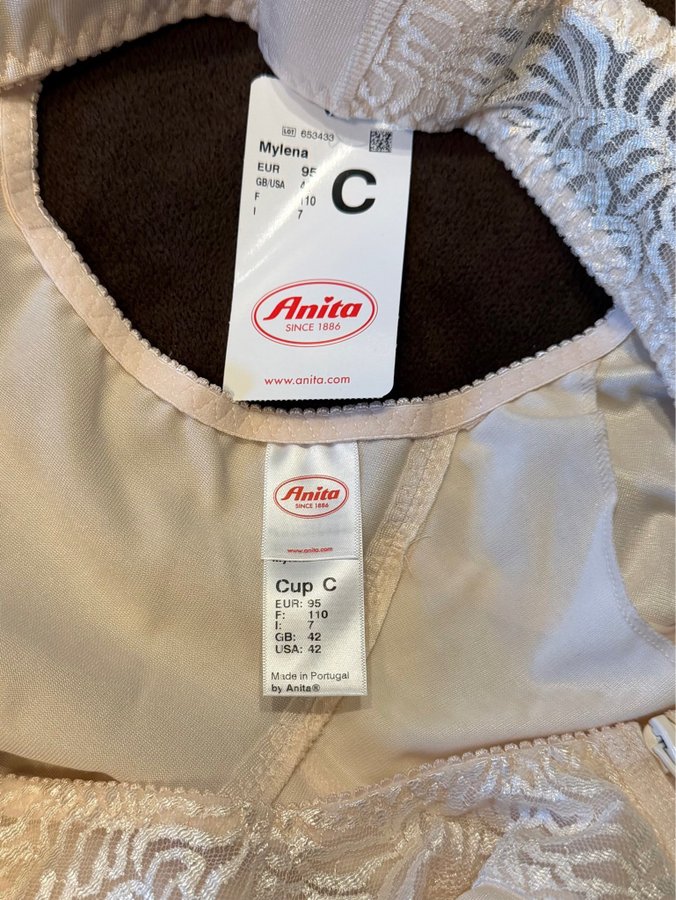 LOT 653433
Mylena
EUR 95
GB/USA 4
F 110
I 7
C
Anita
SINCE 1886
www.anita.com
Anita
SINCE 1886
www.anita.com
Cup C
EUR: 95
F: 110
I: 7
GB: 42
USA: 42
Made in Portugal
by Anita®